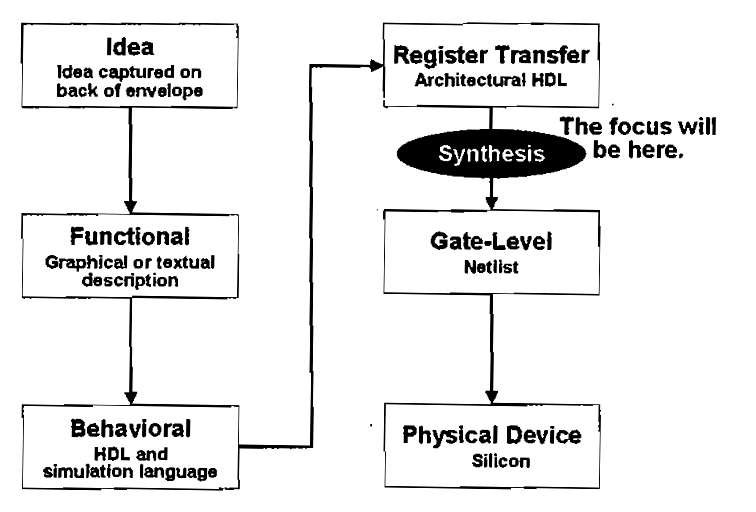 Idea
Idea captured on
back of envelope
Functional
Graphical or textual
description
Behavioral
HDL and
simulation language
Register Transfer
Architectural HDL
Synthesis
The focus will
be here.
Gate-Level
Netlist
Physical Device
Silicon